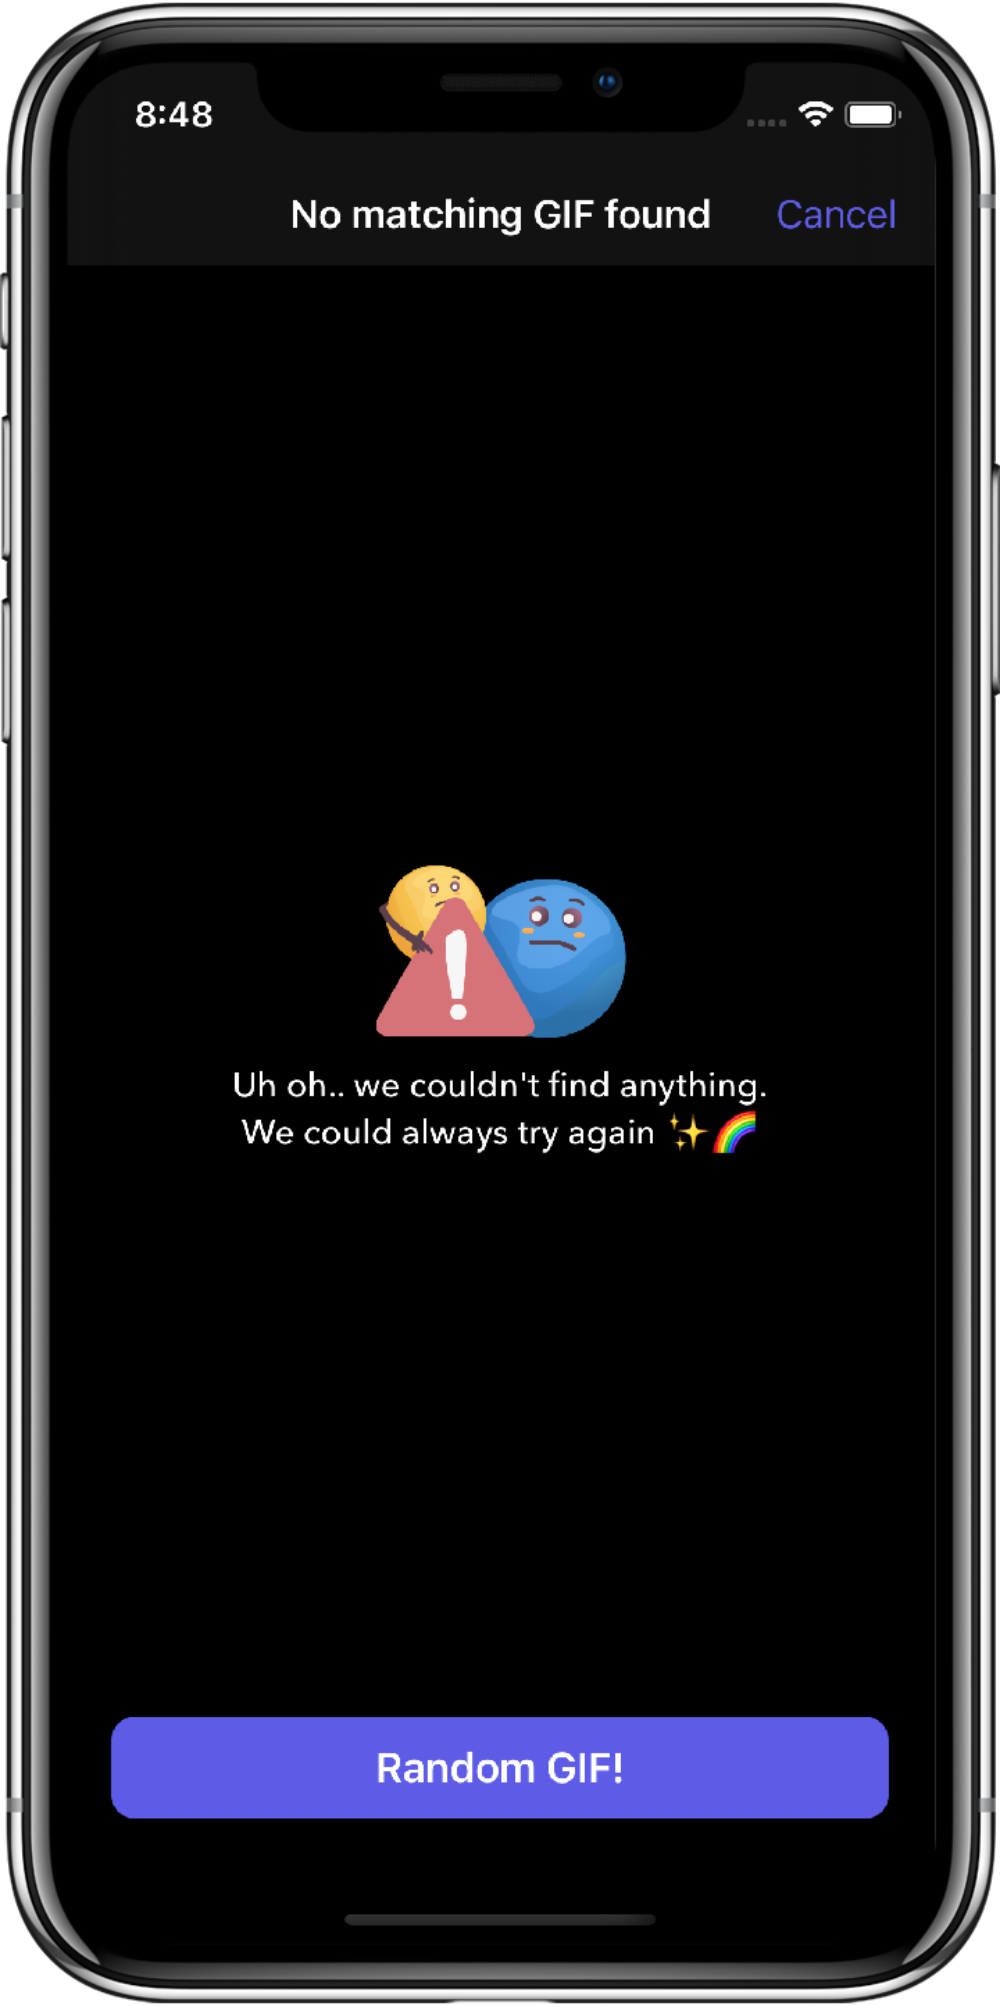 8:48
No matching GIF found
Cancel
Uh oh.. we couldn't find anything.
We could always try again ✨🌈
Random GIF!